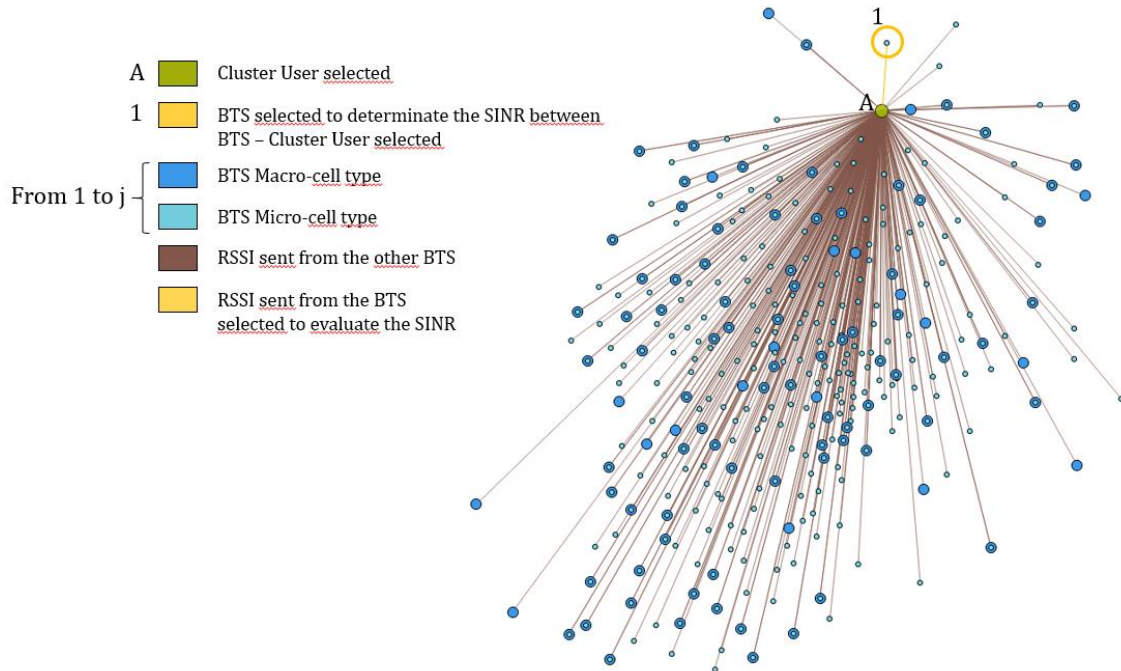 1
A
A Cluster User selected
1 BTS selected to determinate the SINR between
BTS – Cluster User selected
From 1 to j
BTS Macro-cell type
BTS Micro-cell type
RSSI sent from the other BTS
RSSI sent from the BTS
selected to evaluate the SINR